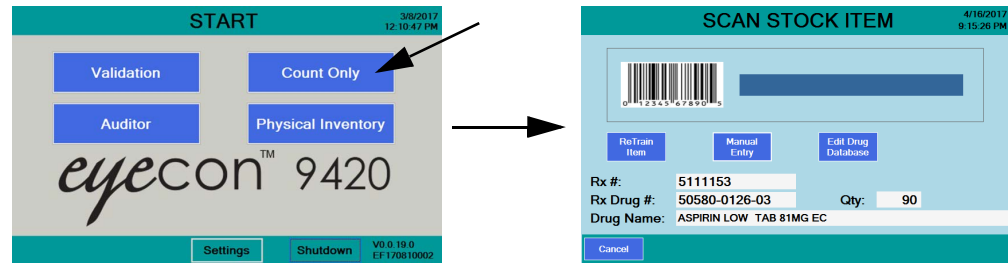 START
3/8/2017
12:10:47 PM
Validation
Count Only
Auditor
Physical Inventory
eyecon™ 9420
Settings
Shutdown
V0.0.19.0
EF170810002
SCAN STOCK ITEM
4/16/2017
9:15:26 PM
0 12345 67890 5
ReTrain
Item
Manual
Entry
Edit Drug
Database
Rx #: 5111153
Rx Drug #: 50580-0126-03 Qty: 90
Drug Name: ASPIRIN LOW TAB 81MG EC
Cancel